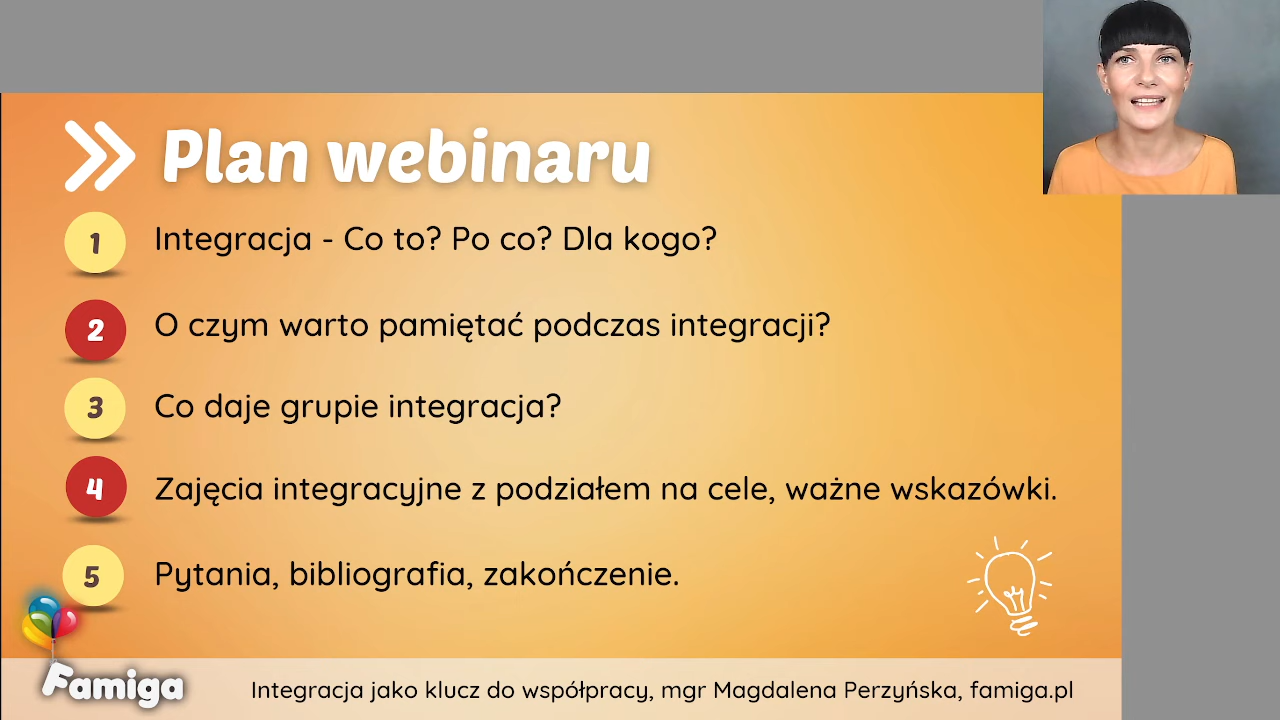 Plan webinaru
1 Integracja - Co to? Po co? Dla kogo?
2 O czym warto pamiętać podczas integracji?
3 Co daje grupie integracja?
4 Zajęcia integracyjne z podziałem na cele, ważne wskazówki.
5 Pytania, bibliografia, zakończenie.
Famiga
Integracja jako klucz do współpracy, mgr Magdalena Perzyńska, famiga.pl